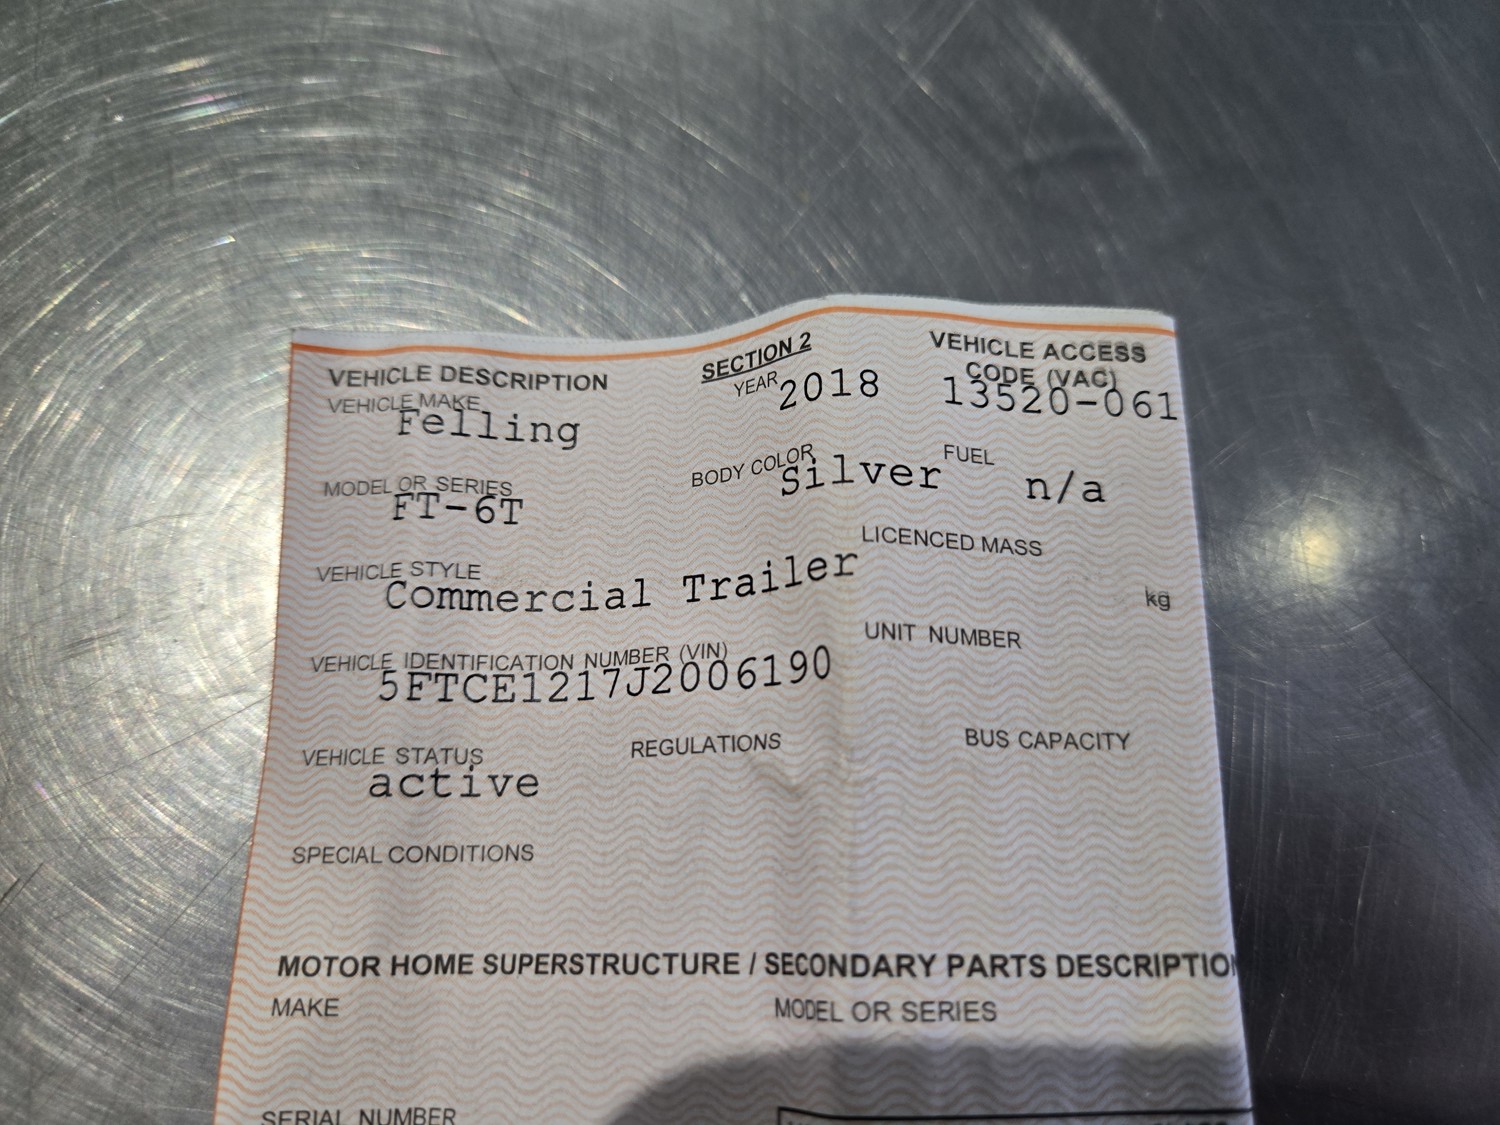 VEHICLE DESCRIPTION
SECTION 2
VEHICLE ACCESS
CODE (VAC)
VEHICLE MAKE
Felling
YEAR 2018
13520-061
MODEL OR SERIES
FT-6T
BODY COLOR silver
FUEL
n/a
VEHICLE STYLE
Commercial Trailer
LICENCED MASS
kg
VEHICLE IDENTIFICATION NUMBER (VIN)
5FTCE1217J2006190
UNIT NUMBER
VEHICLE STATUS
active
REGULATIONS
BUS CAPACITY
SPECIAL CONDITIONS
MOTOR HOME SUPERSTRUCTURE / SECONDARY PARTS DESCRIPTION
MAKE
MODEL OR SERIES
SERIAL NUMBER